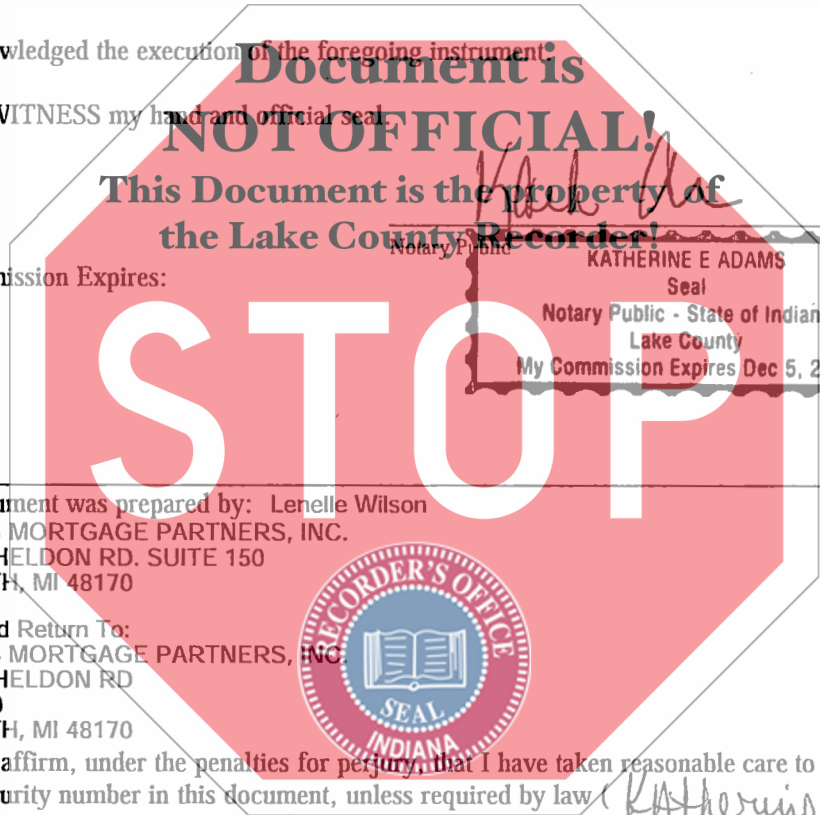 wledged the execution of the foregoing instrument.
Document is
WITNESS my hand and official seal.
NOT OFFICIAL!
This Document is the property of
the Lake County Recorder!
Notary Public
KATHERINE E ADAMS
Seal
Notary Public - State of Indian
Lake County
My Commission Expires Dec 5, 2
ission Expires:
STOP
ument was prepared by: Lenelle Wilson
MORTGAGE PARTNERS, INC.
HELDON RD. SUITE 150
H, MI 48170
d Return To:
MORTGAGE PARTNERS, INC.
HELDON RD
H, MI 48170
RECORDER'S OFFICE
SEAL
INDIANA
affirm, under the penalties for perjury, that I have taken reasonable care to
urity number in this document, unless required by law (Katherine